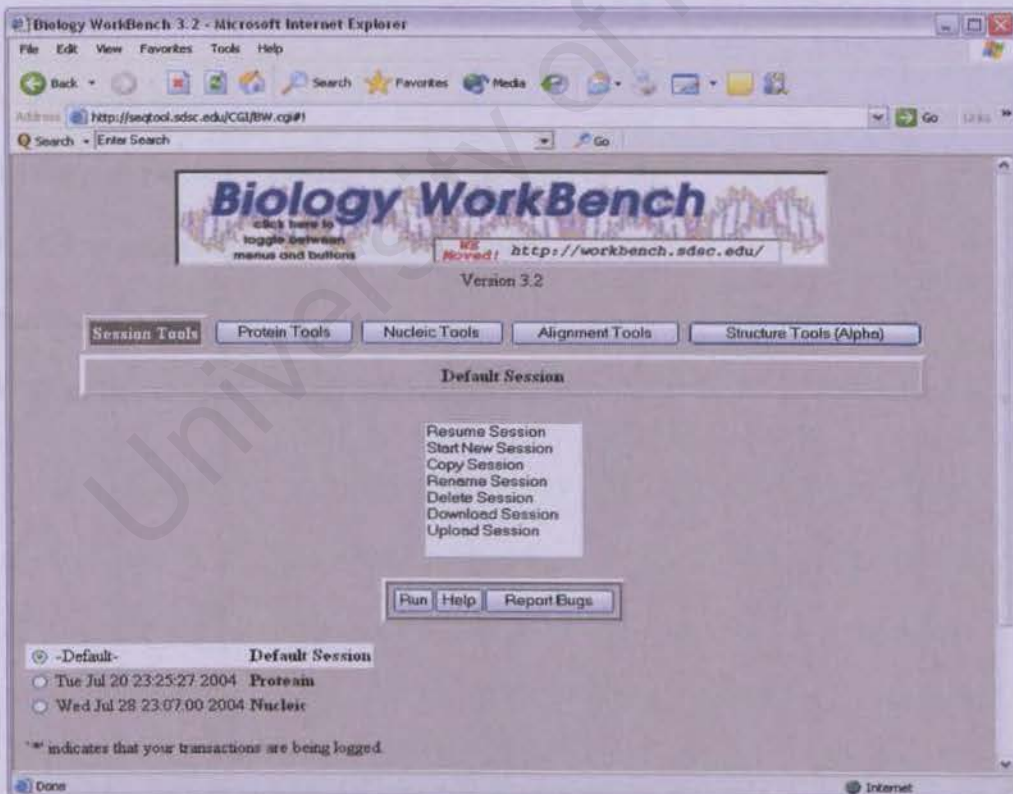 Biology WorkBench 3.2 - Microsoft Internet Explorer
File Edit View Favorites Tools Help
Back Search Favorites Media
Address http://seqtool.sdsc.edu/CGI/BW.cgi#! Go Links »
Search Enter Search Go
Biology WorkBench
click here to
toggle between
menus and buttons
We Moved! http://workbench.sdsc.edu/
Version 3.2
Session Tools Protein Tools Nucleic Tools Alignment Tools Structure Tools (Alpha)
Default Session
Resume Session
Start New Session
Copy Session
Rename Session
Delete Session
Download Session
Upload Session
Run Help Report Bugs
-Default- Default Session
Tue Jul 20 23:25:27 2004 Proteain
Wed Jul 28 23:07:00 2004 Nucleic
"*" indicates that your transactions are being logged.
Done Internet
University of